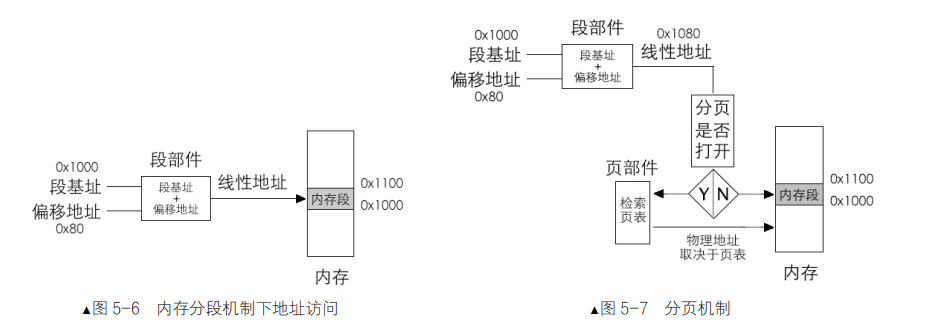 0x1000
段基址
偏移地址
0x80
段部件
段基址
+
偏移地址
线性地址
内存段
0x1100
0x1000
内存
▲图 5-6 内存分段机制下地址访问
0x1000
段基址
偏移地址
0x80
段部件
段基址
+
偏移地址
0x1080
线性地址
分页
是否
打开
页部件
检索
页表
Y N
物理地址
取决于页表
内存段
0x1100
0x1000
内存
▲图 5-7 分页机制